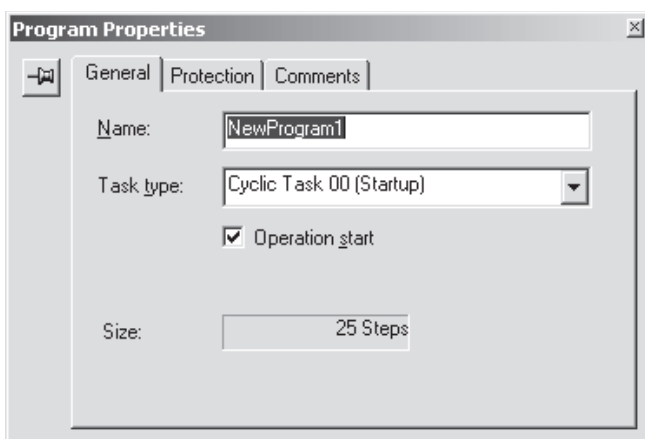 Program Properties
General Protection Comments
Name: NewProgram1
Task type: Cyclic Task 00 (Startup)
Operation start
Size: 25 Steps